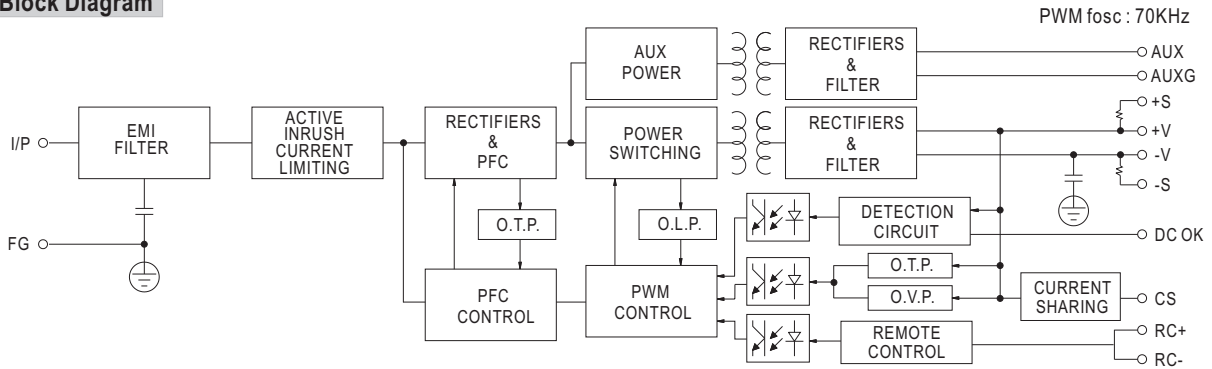 Block Diagram
PWM fosc : 70KHz
I/P
FG
EMI
FILTER
ACTIVE
INRUSH
CURRENT
LIMITING
RECTIFIERS
&
PFC
O.T.P.
PFC
CONTROL
AUX
POWER
POWER
SWITCHING
O.L.P.
PWM
CONTROL
RECTIFIERS
&
FILTER
RECTIFIERS
&
FILTER
DETECTION
CIRCUIT
O.T.P.
O.V.P.
REMOTE
CONTROL
CURRENT
SHARING
AUX
AUXG
+S
+V
-V
-S
DC OK
CS
RC+
RC-